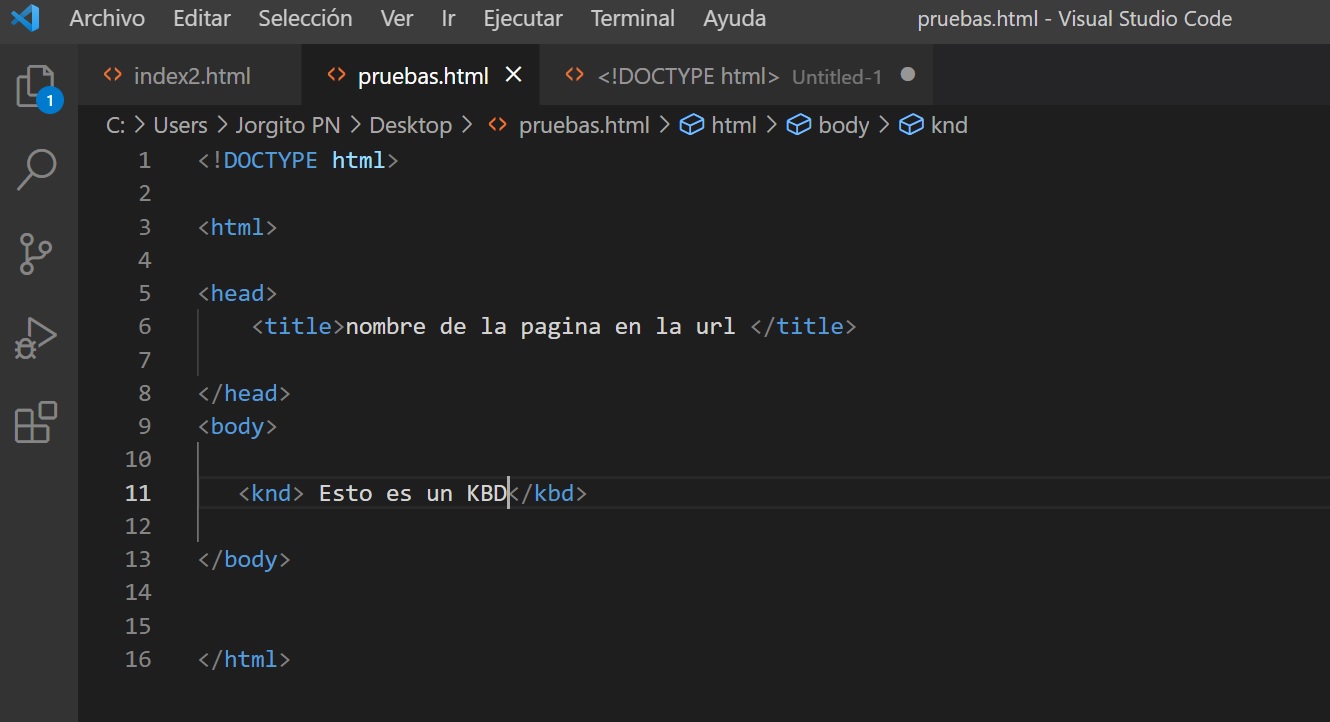 Archivo Editar Selección Ver Ir Ejecutar Terminal Ayuda pruebas.html - Visual Studio Code
index2.html pruebas.html <!DOCTYPE html> Untitled-1
1
C: > Users > Jorgito PN > Desktop > pruebas.html > html > body > knd
1 <!DOCTYPE html>
2
3 <html>
4
5 <head>
6 <title>nombre de la pagina en la url </title>
7
8 </head>
9 <body>
10
11 <knd> Esto es un KBD</kbd>
12
13 </body>
14
15
16 </html>